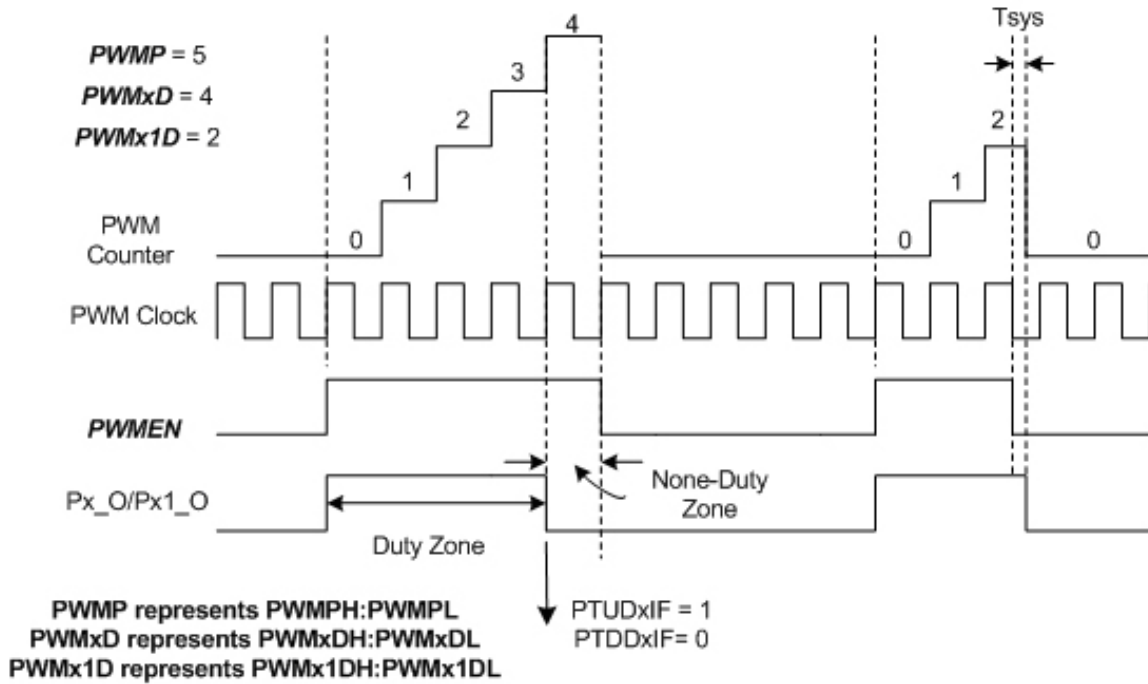 PWMP = 5
PWMxD = 4
PWMx1D = 2
4
3
2
1
0
Tsys
2
1
0
0
PWM
Counter
PWM Clock
PWMEN
Px_O/Px1_O
Duty Zone
None-Duty
Zone
PWMP represents PWMPH:PWMPL
PWMxD represents PWMxDH:PWMxDL
PWMx1D represents PWMx1DH:PWMx1DL
PTUDxIF = 1
PTDDxIF= 0